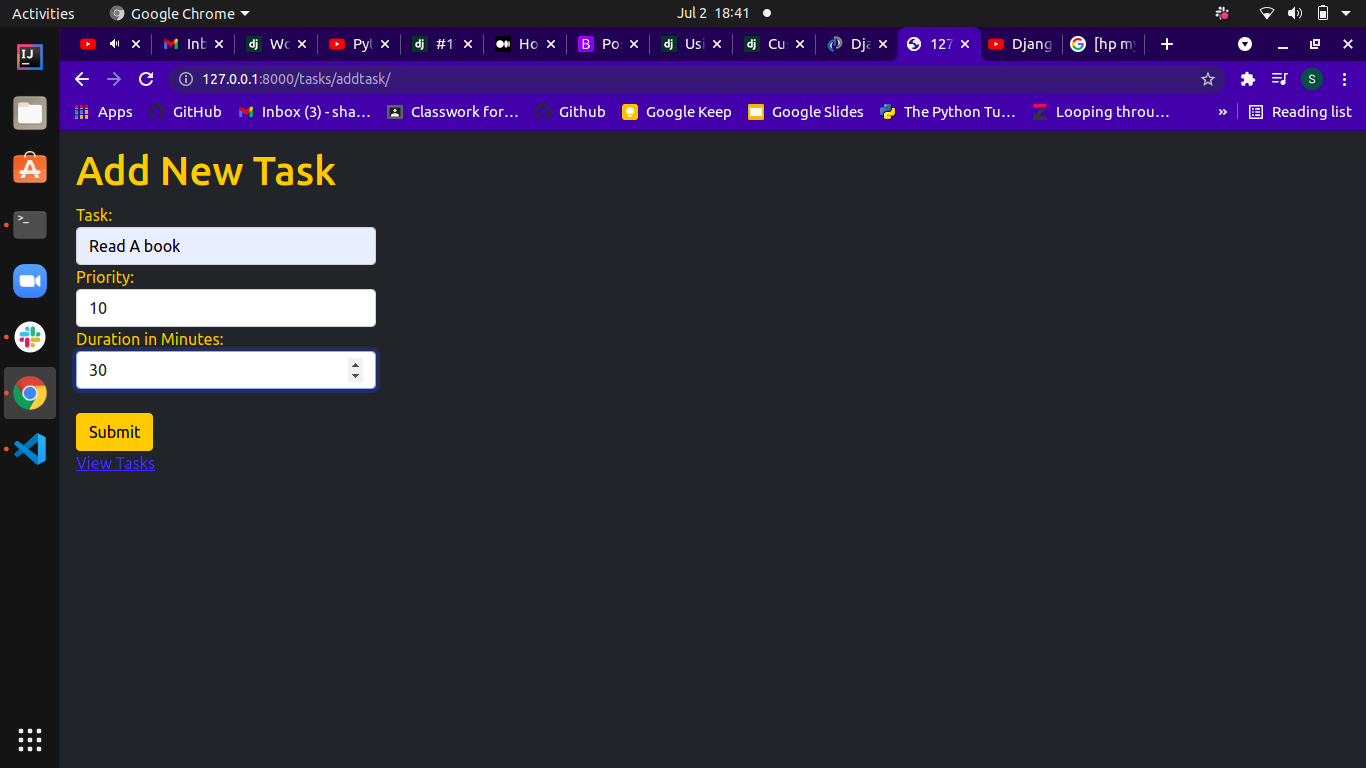 Activities Google Chrome Jul 2 18:41
Inb Wo Pyt #1 Ho Po Usi Cu Dja 127 Djang [hp my
127.0.0.1:8000/tasks/addtask/ S
Apps GitHub Inbox (3) - sha... Classwork for... Github Google Keep Google Slides The Python Tu... Looping throu... » Reading list
Add New Task
Task:
Read A book
Priority:
10
Duration in Minutes:
30
Submit
View Tasks